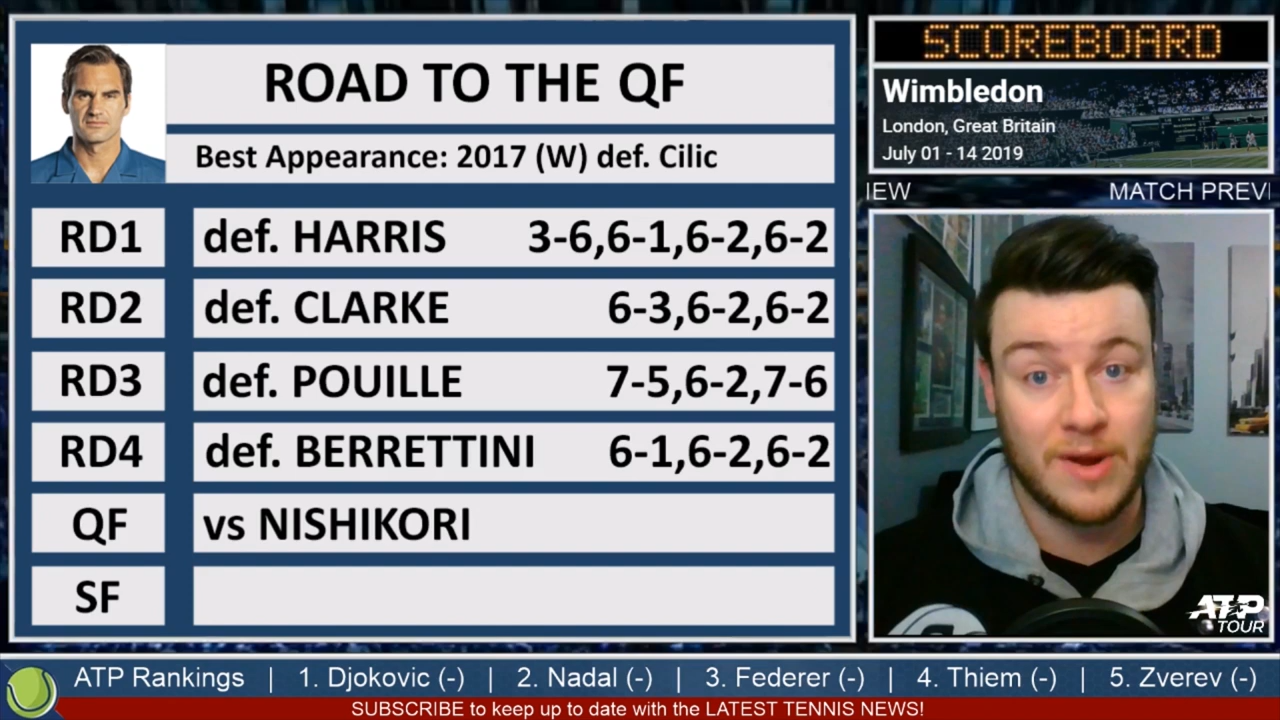 ROAD TO THE QF
Best Appearance: 2017 (W) def. Cilic
RD1 def. HARRIS 3-6,6-1,6-2,6-2
RD2 def. CLARKE 6-3,6-2,6-2
RD3 def. POUILLE 7-5,6-2,7-6
RD4 def. BERRETTINI 6-1,6-2,6-2
QF vs NISHIKORI
SF
SCOREBOARD
Wimbledon
London, Great Britain
July 01 - 14 2019
IEW MATCH PREVI
ATP TOUR
ATP Rankings | 1. Djokovic (-) | 2. Nadal (-) | 3. Federer (-) | 4. Thiem (-) | 5. Zverev (-)
SUBSCRIBE to keep up to date with the LATEST TENNIS NEWS!